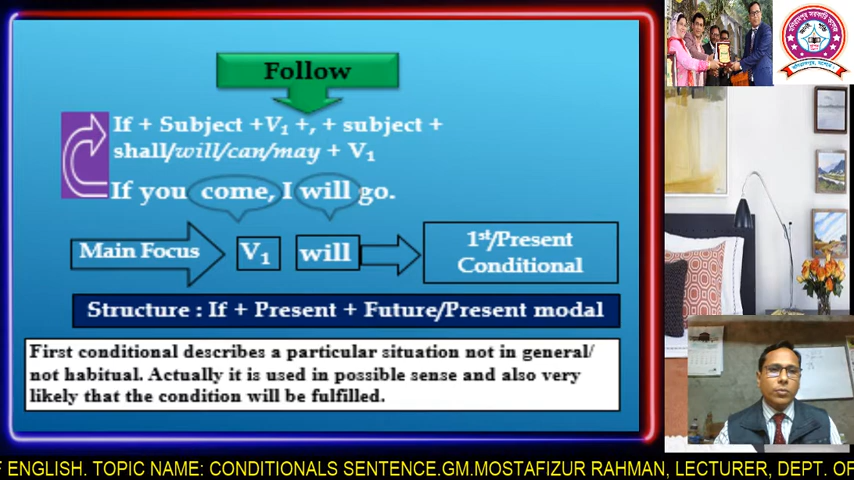 Follow
If + Subject +V₁ +, + subject +
shall/will/can/may + V₁
If you come, I will go.
Main Focus
V₁
will
1st/Present
Conditional
Structure : If + Present + Future/Present modal
First conditional describes a particular situation not in general/
not habitual. Actually it is used in possible sense and also very
likely that the condition will be fulfilled.
ENGLISH. TOPIC NAME: CONDITIONALS SENTENCE.GM.MOSTAFIZUR RAHMAN, LECTURER, DEPT. OF